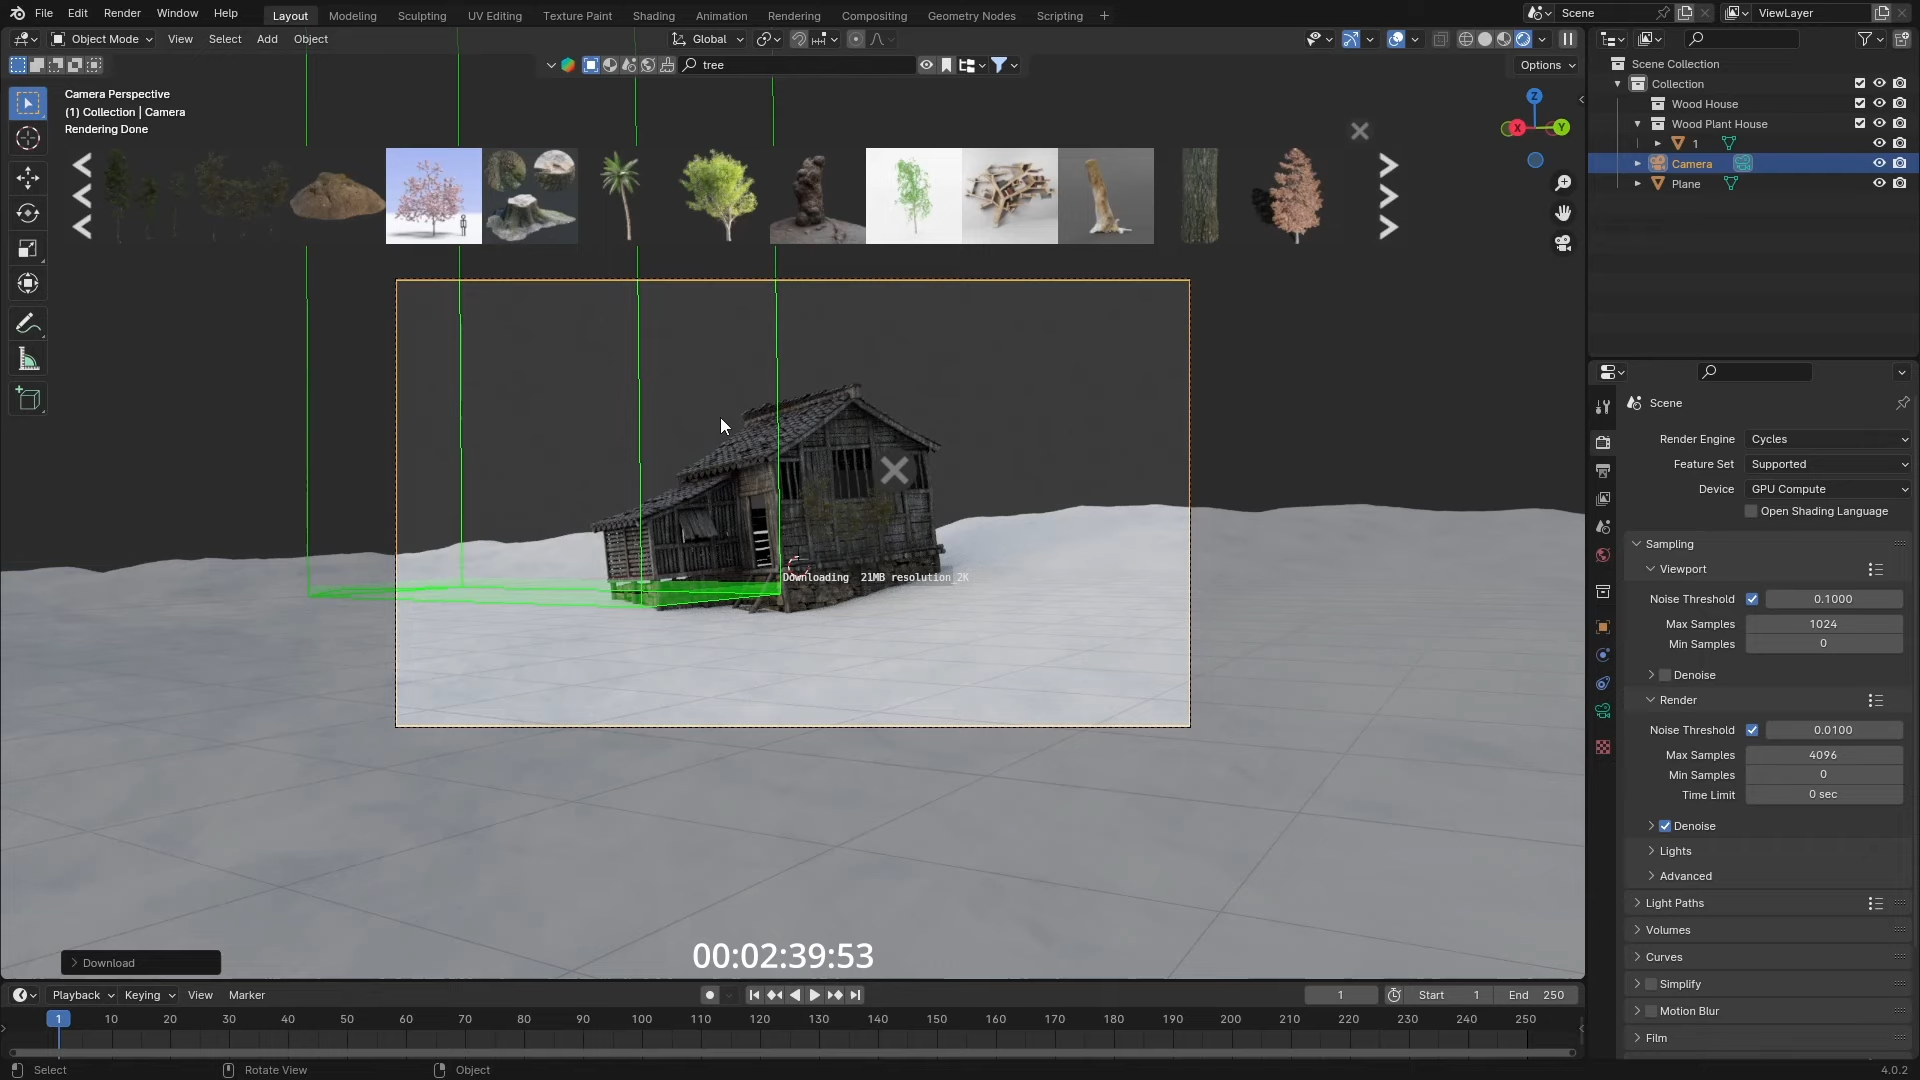 File Edit Render Window Help Layout Modeling Sculpting UV Editing Texture Paint Shading Animation Rendering Compositing Geometry Nodes Scripting + Scene ViewLayer
Object Mode View Select Add Object Global
tree Options
Camera Perspective
(1) Collection | Camera
Rendering Done
Z
X Y
Downloading 21MB resolution_2K
Download
00:02:39:53
Scene Collection
Collection
Wood House
Wood Plant House
1
Camera
Plane
Scene
Render Engine Cycles
Feature Set Supported
Device GPU Compute
Open Shading Language
Sampling
Viewport
Noise Threshold 0.1000
Max Samples 1024
Min Samples 0
Denoise
Render
Noise Threshold 0.0100
Max Samples 4096
Min Samples 0
Time Limit 0 sec
Denoise
Lights
Advanced
Light Paths
Volumes
Curves
Simplify
Motion Blur
Film
Playback Keying View Marker 1 Start 1 End 250
1 10 20 30 40 50 60 70 80 90 100 110 120 130 140 150 160 170 180 190 200 210 220 230 240 250
Select Rotate View Object 4.0.2